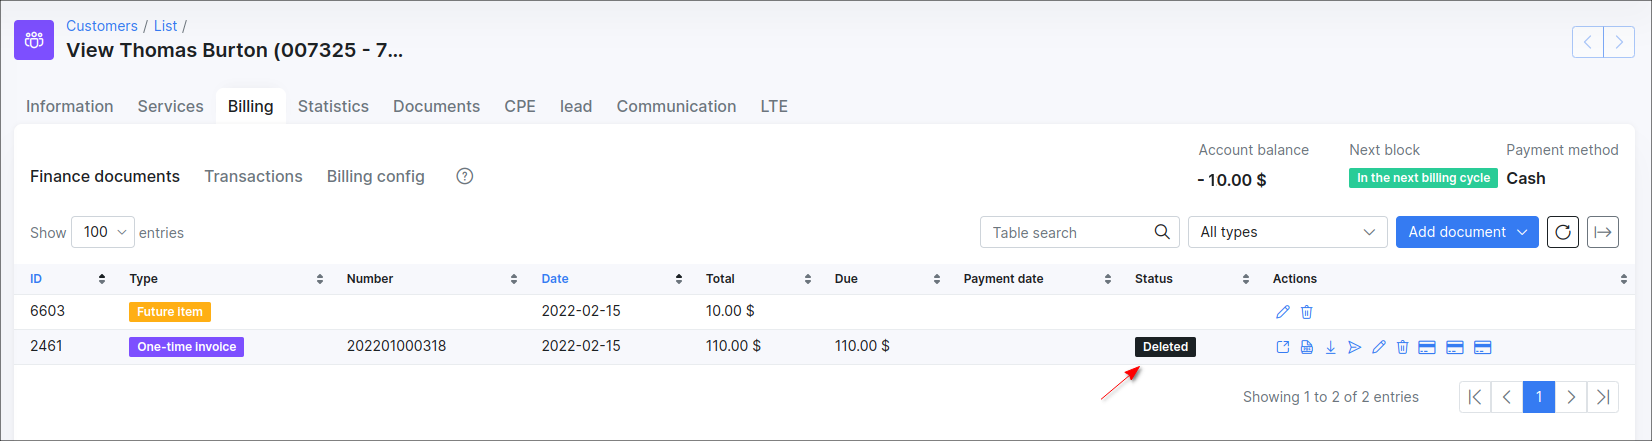 Customers / List /
View Thomas Burton (007325 - 7...
Information Services Billing Statistics Documents CPE lead Communication LTE
Account balance Next block Payment method
Finance documents Transactions Billing config ?
- 10.00 $ In the next billing cycle Cash
Show 100 entries Table search All types Add document
ID Type Number Date Total Due Payment date Status Actions
6603 Future Item 2022-02-15 10.00 $
2461 One-time Invoice 202201000318 2022-02-15 110.00 $ 110.00 $ Deleted
Showing 1 to 2 of 2 entries 1